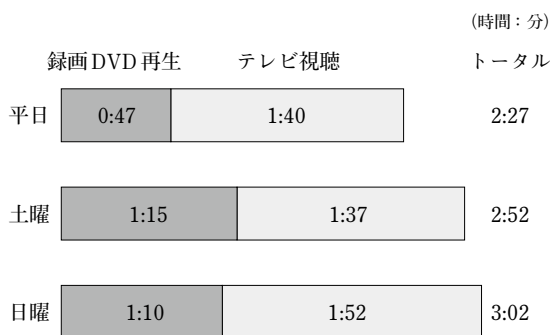 (時間：分)
録画DVD再生 テレビ視聴 トータル
平日 0:47 1:40 2:27
土曜 1:15 1:37 2:52
日曜 1:10 1:52 3:02